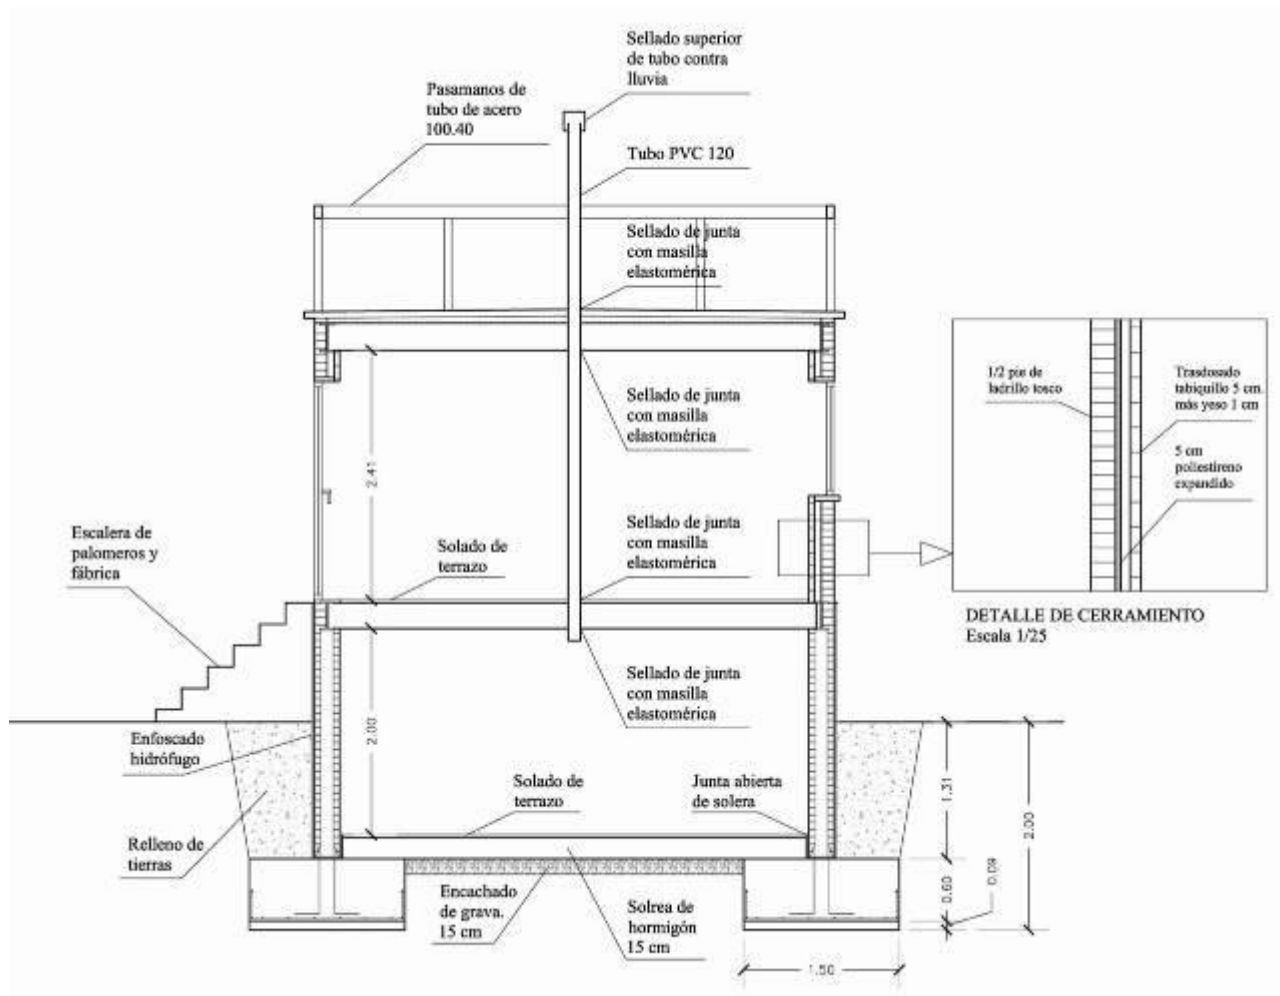 Sellado superior
de tubo contra
lluvia
Pasamanos de
tubo de acero
100.40
Tubo PVC 120
Sellado de junta
con masilla
elastomérica
1/2 pie de
ladrillo tosco
Trasdosado
tabiquillo 5 cm.
más yeso 1 cm
5 cm
poliestireno
expandido
Sellado de junta
con masilla
elastomérica
2.41
Escalera de
palomeros y
fábrica
Solado de
terrazo
Sellado de junta
con masilla
elastomérica
DETALLE DE CERRAMIENTO
Escala 1/25
Sellado de junta
con masilla
elastomérica
2.00
Enfoscado
hidrófugo
Solado de
terrazo
Junta abierta
de solera
1.31
2.00
Relleno de
tierras
0.60
0.09
Encachado
de grava.
15 cm
Solrea de
hormigón
15 cm
1.50